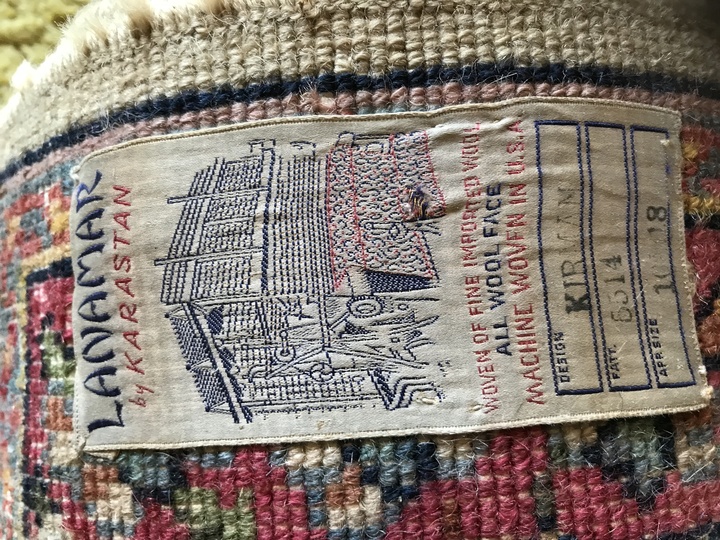 LANAMAR
by KARASTAN
WOVEN OF FINE IMPORTED WOOL
ALL WOOL FACE
MACHINE WOVEN IN U.S.A
DESIGN KIRMAN
PATT. 5514
APR SIZE 18